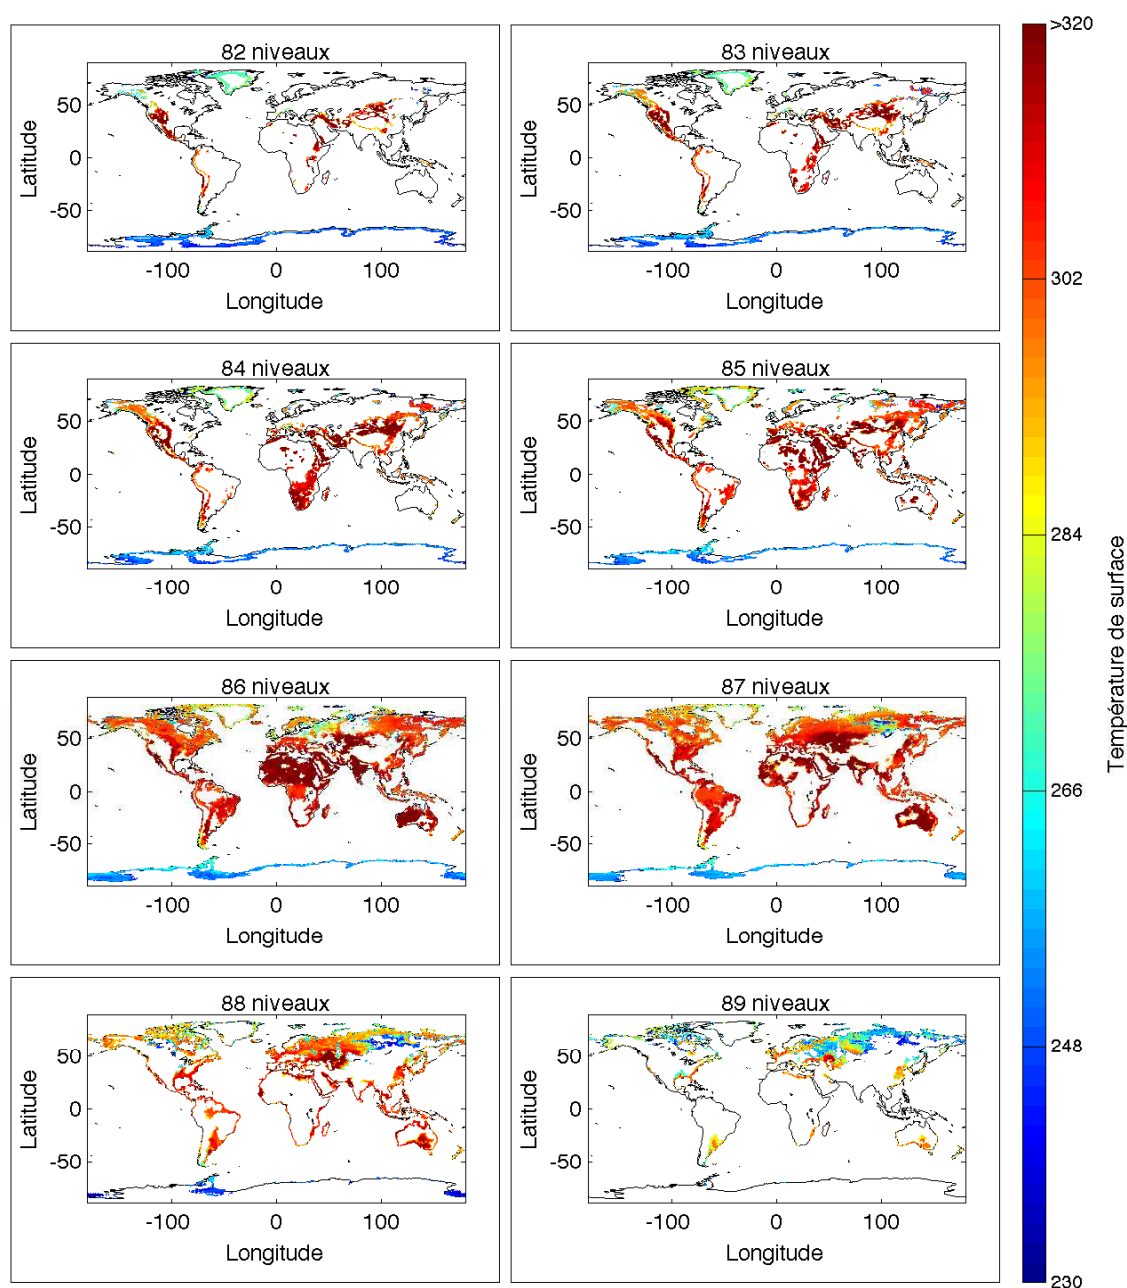 82 niveaux
50
0
-50
Latitude
-100 0 100
Longitude
83 niveaux
50
0
-50
Latitude
-100 0 100
Longitude
84 niveaux
50
0
-50
Latitude
-100 0 100
Longitude
85 niveaux
50
0
-50
Latitude
-100 0 100
Longitude
86 niveaux
50
0
-50
Latitude
-100 0 100
Longitude
87 niveaux
50
0
-50
Latitude
-100 0 100
Longitude
88 niveaux
50
0
-50
Latitude
-100 0 100
Longitude
89 niveaux
50
0
-50
Latitude
-100 0 100
Longitude
>320
302
284
266
248
230
Température de surface